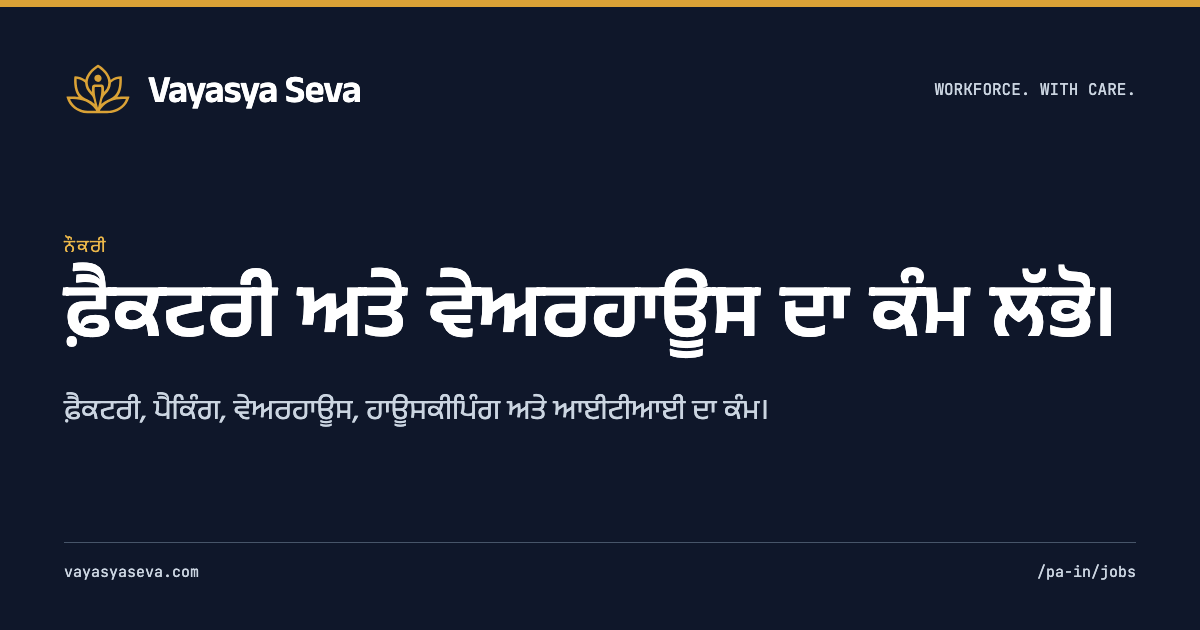 Vayasya Seva
WORKFORCE. WITH CARE.
ਨੌਕਰੀ
ਫ਼ੈਕਟਰੀ ਅਤੇ ਵੇਅਰਹਾਊਸ ਦਾ ਕੰਮ ਲੱਭੋ।
ਫ਼ੈਕਟਰੀ, ਪੈਕਿੰਗ, ਵੇਅਰਹਾਊਸ, ਹਾਊਸਕੀਪਿੰਗ ਅਤੇ ਆਈਟੀਆਈ ਦਾ ਕੰਮ।
vayasyaseva.com
/pa-in/jobs